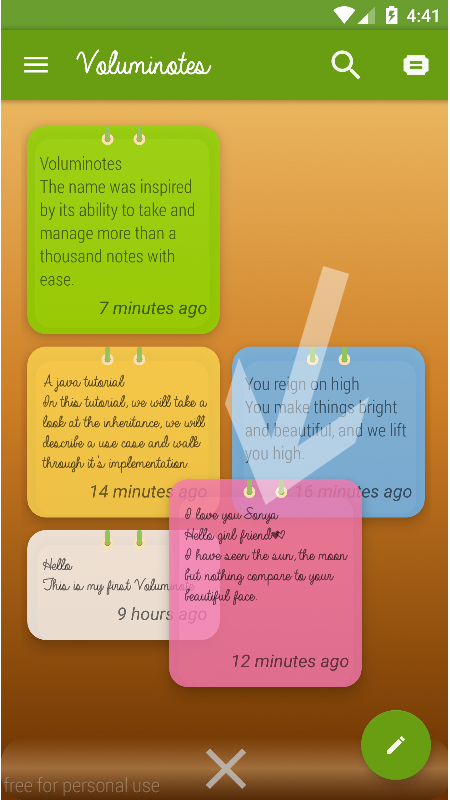 4:41
Voluminotes
Voluminotes
The name was inspired
by its ability to take and
manage more than a
thousand notes with
ease.
7 minutes ago
A java tutorial
In this tutorial, we will take a
look at the inheritance, we will
describe a use case and walk
through it's implementation.
14 minutes ago
You reign on high
You make things bright
and beautiful, and we lift
you high.
16 minutes ago
I love you Sonya
Hello girl friend
I have seen the sun, the moon
but nothing compare to your
beautiful face.
12 minutes ago
Hello
This is my first Voluminote
9 hours ago
free for personal use